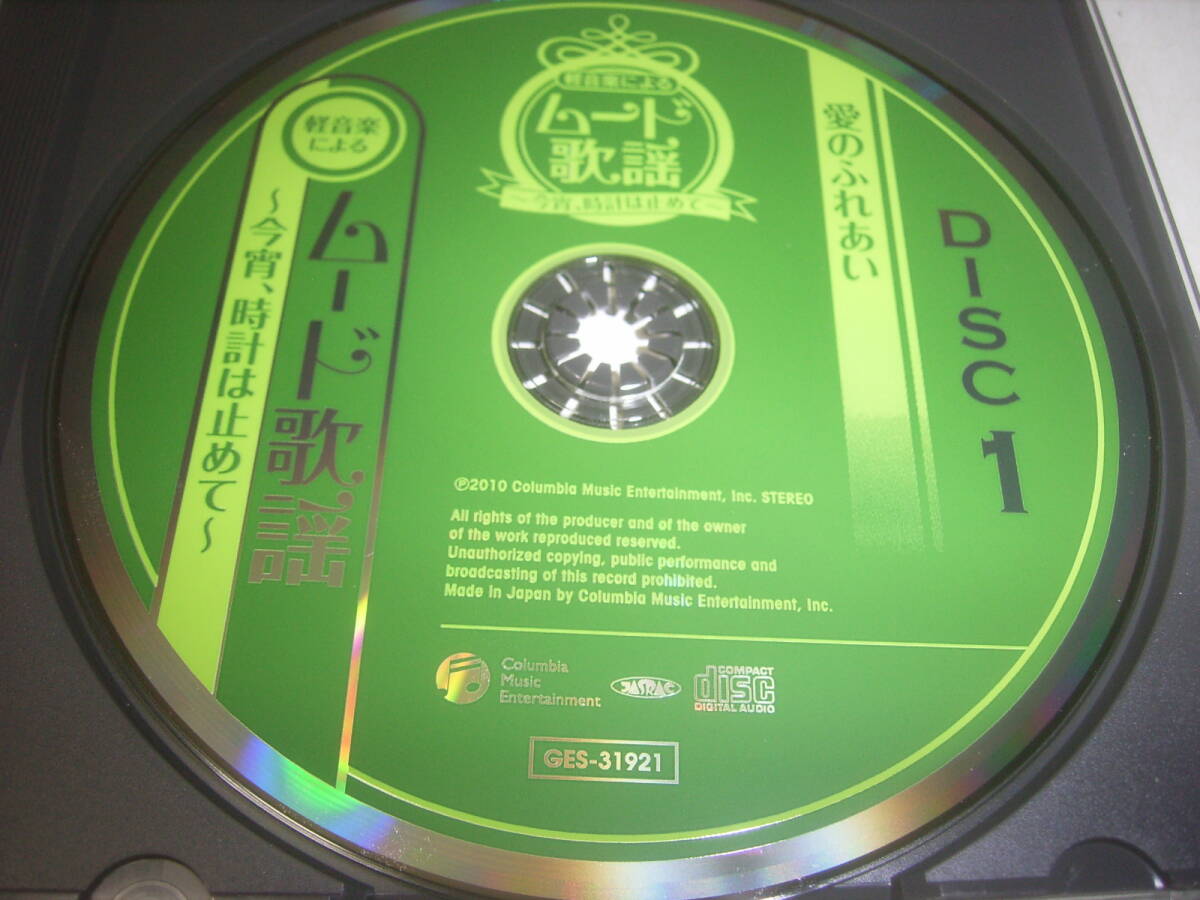 軽音楽による
ムード
歌謡
～今宵、時計は止めて～
軽音楽
による
ムード歌謡
～今宵、時計は止めて～
愛のふれあい
DISC 1
℗2010 Columbia Music Entertainment, Inc. STEREO
All rights of the producer and of the owner
of the work reproduced reserved.
Unauthorized copying, public performance and
broadcasting of this record prohibited.
Made in Japan by Columbia Music Entertainment, Inc.
Columbia
Music
Entertainment
JASRAC
COMPACT
disc
DIGITAL AUDIO
GES-31921